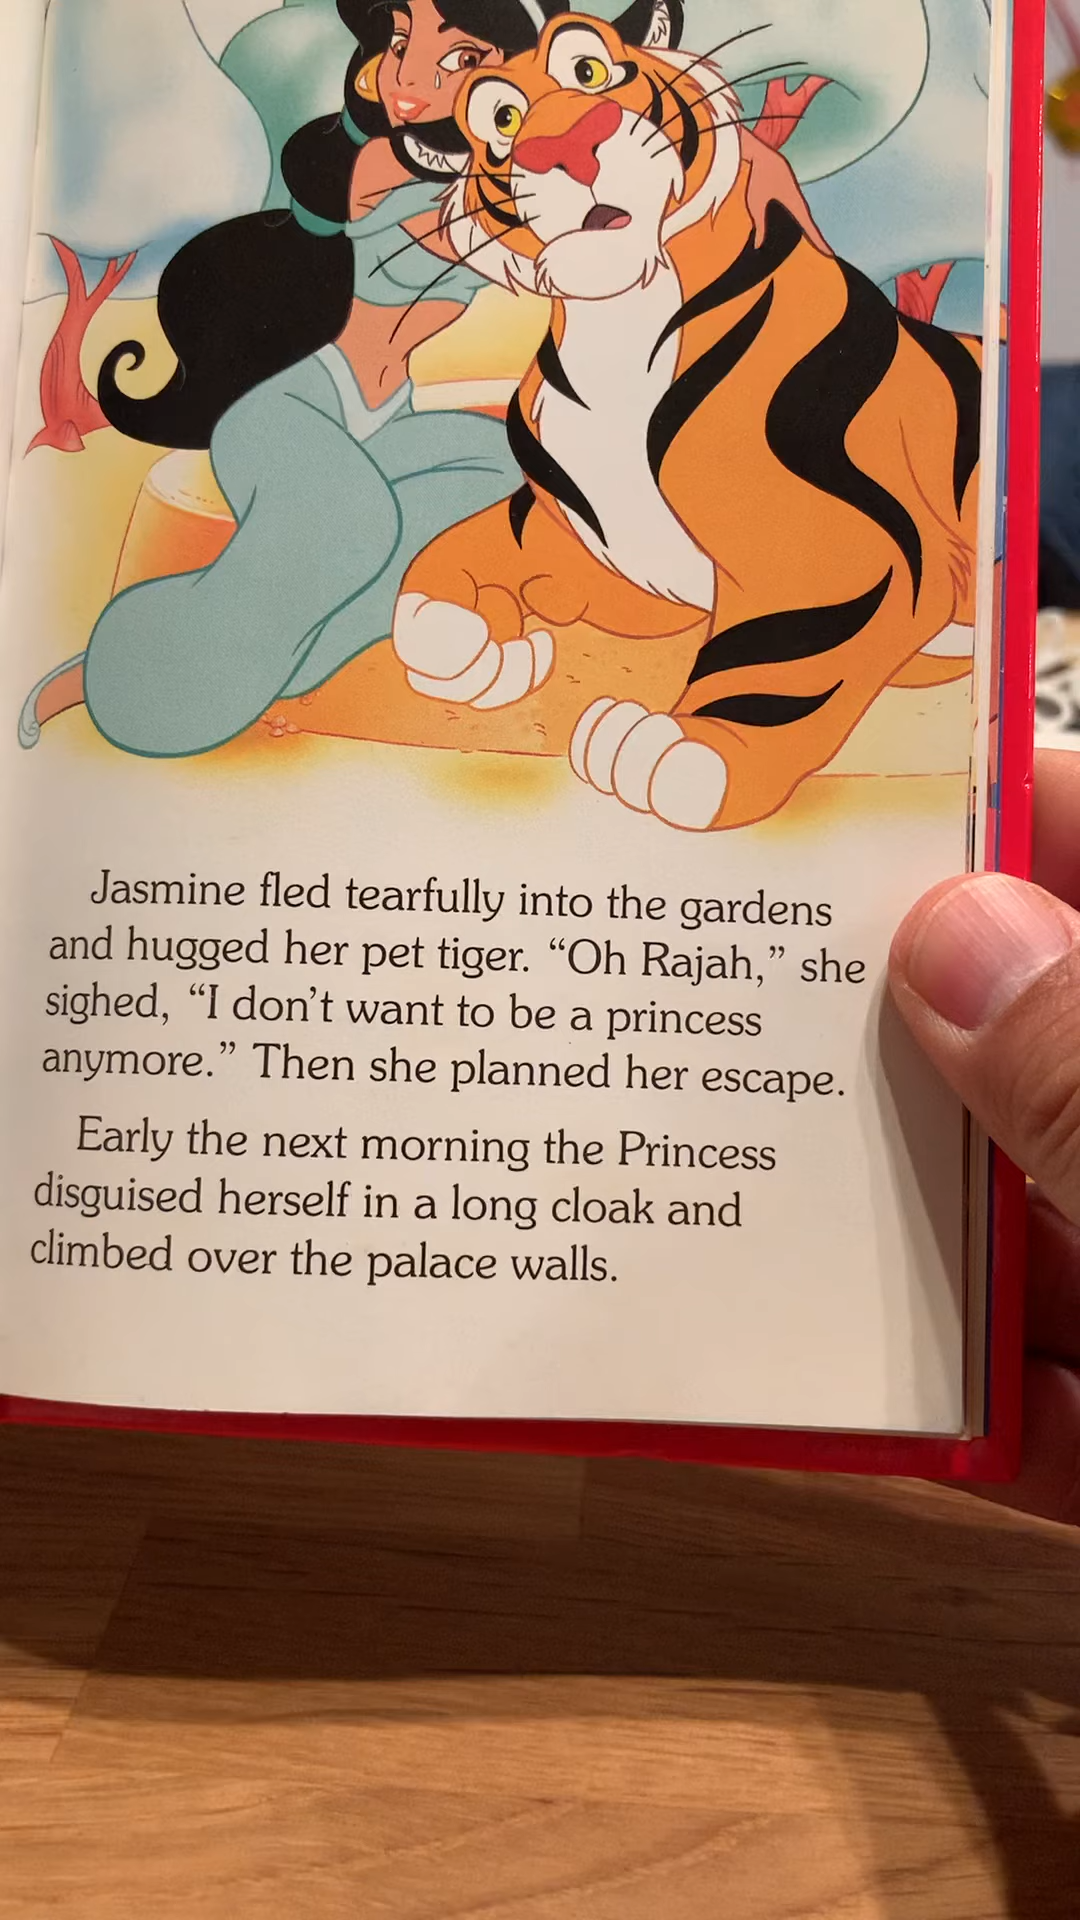 Jasmine fled tearfully into the gardens
and hugged her pet tiger. “Oh Rajah,” she
sighed, “I don’t want to be a princess
anymore.” Then she planned her escape.
Early the next morning the Princess
disguised herself in a long cloak and
climbed over the palace walls.